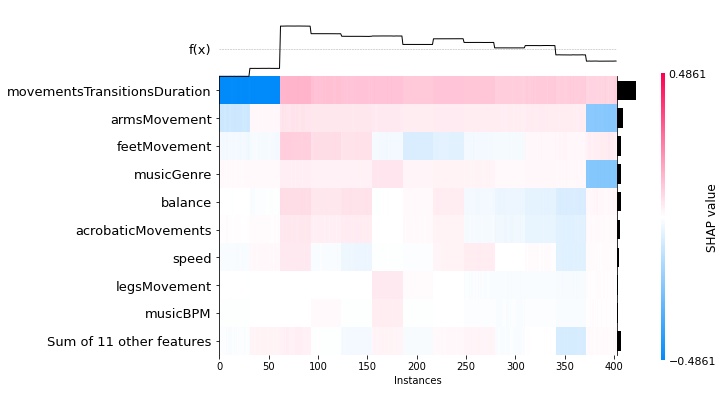 f(x)
movementsTransitionsDuration
armsMovement
feetMovement
musicGenre
balance
acrobaticMovements
speed
legsMovement
musicBPM
Sum of 11 other features
0 50 100 150 200 250 300 350 400
Instances
0.4861
SHAP value
−0.4861